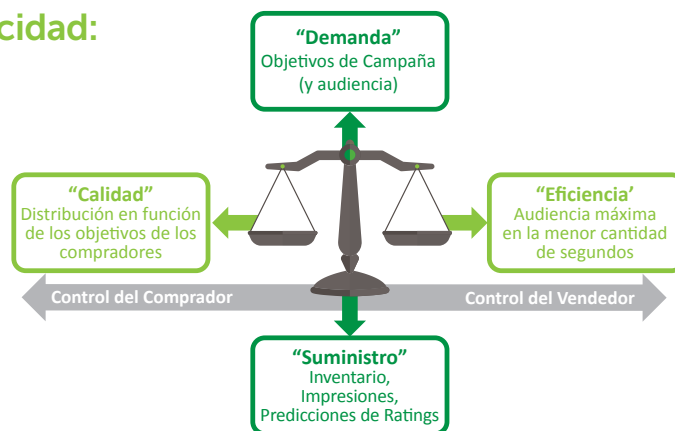 cidad:
“Demanda”
Objetivos de Campaña
(y audiencia)
“Calidad”
Distribución en función
de los objetivos de los
compradores
“Eficiencia’
Audiencia máxima
en la menor cantidad
de segundos
Control del Comprador
Control del Vendedor
“Suministro”
Inventario,
Impresiones,
Predicciones de Ratings